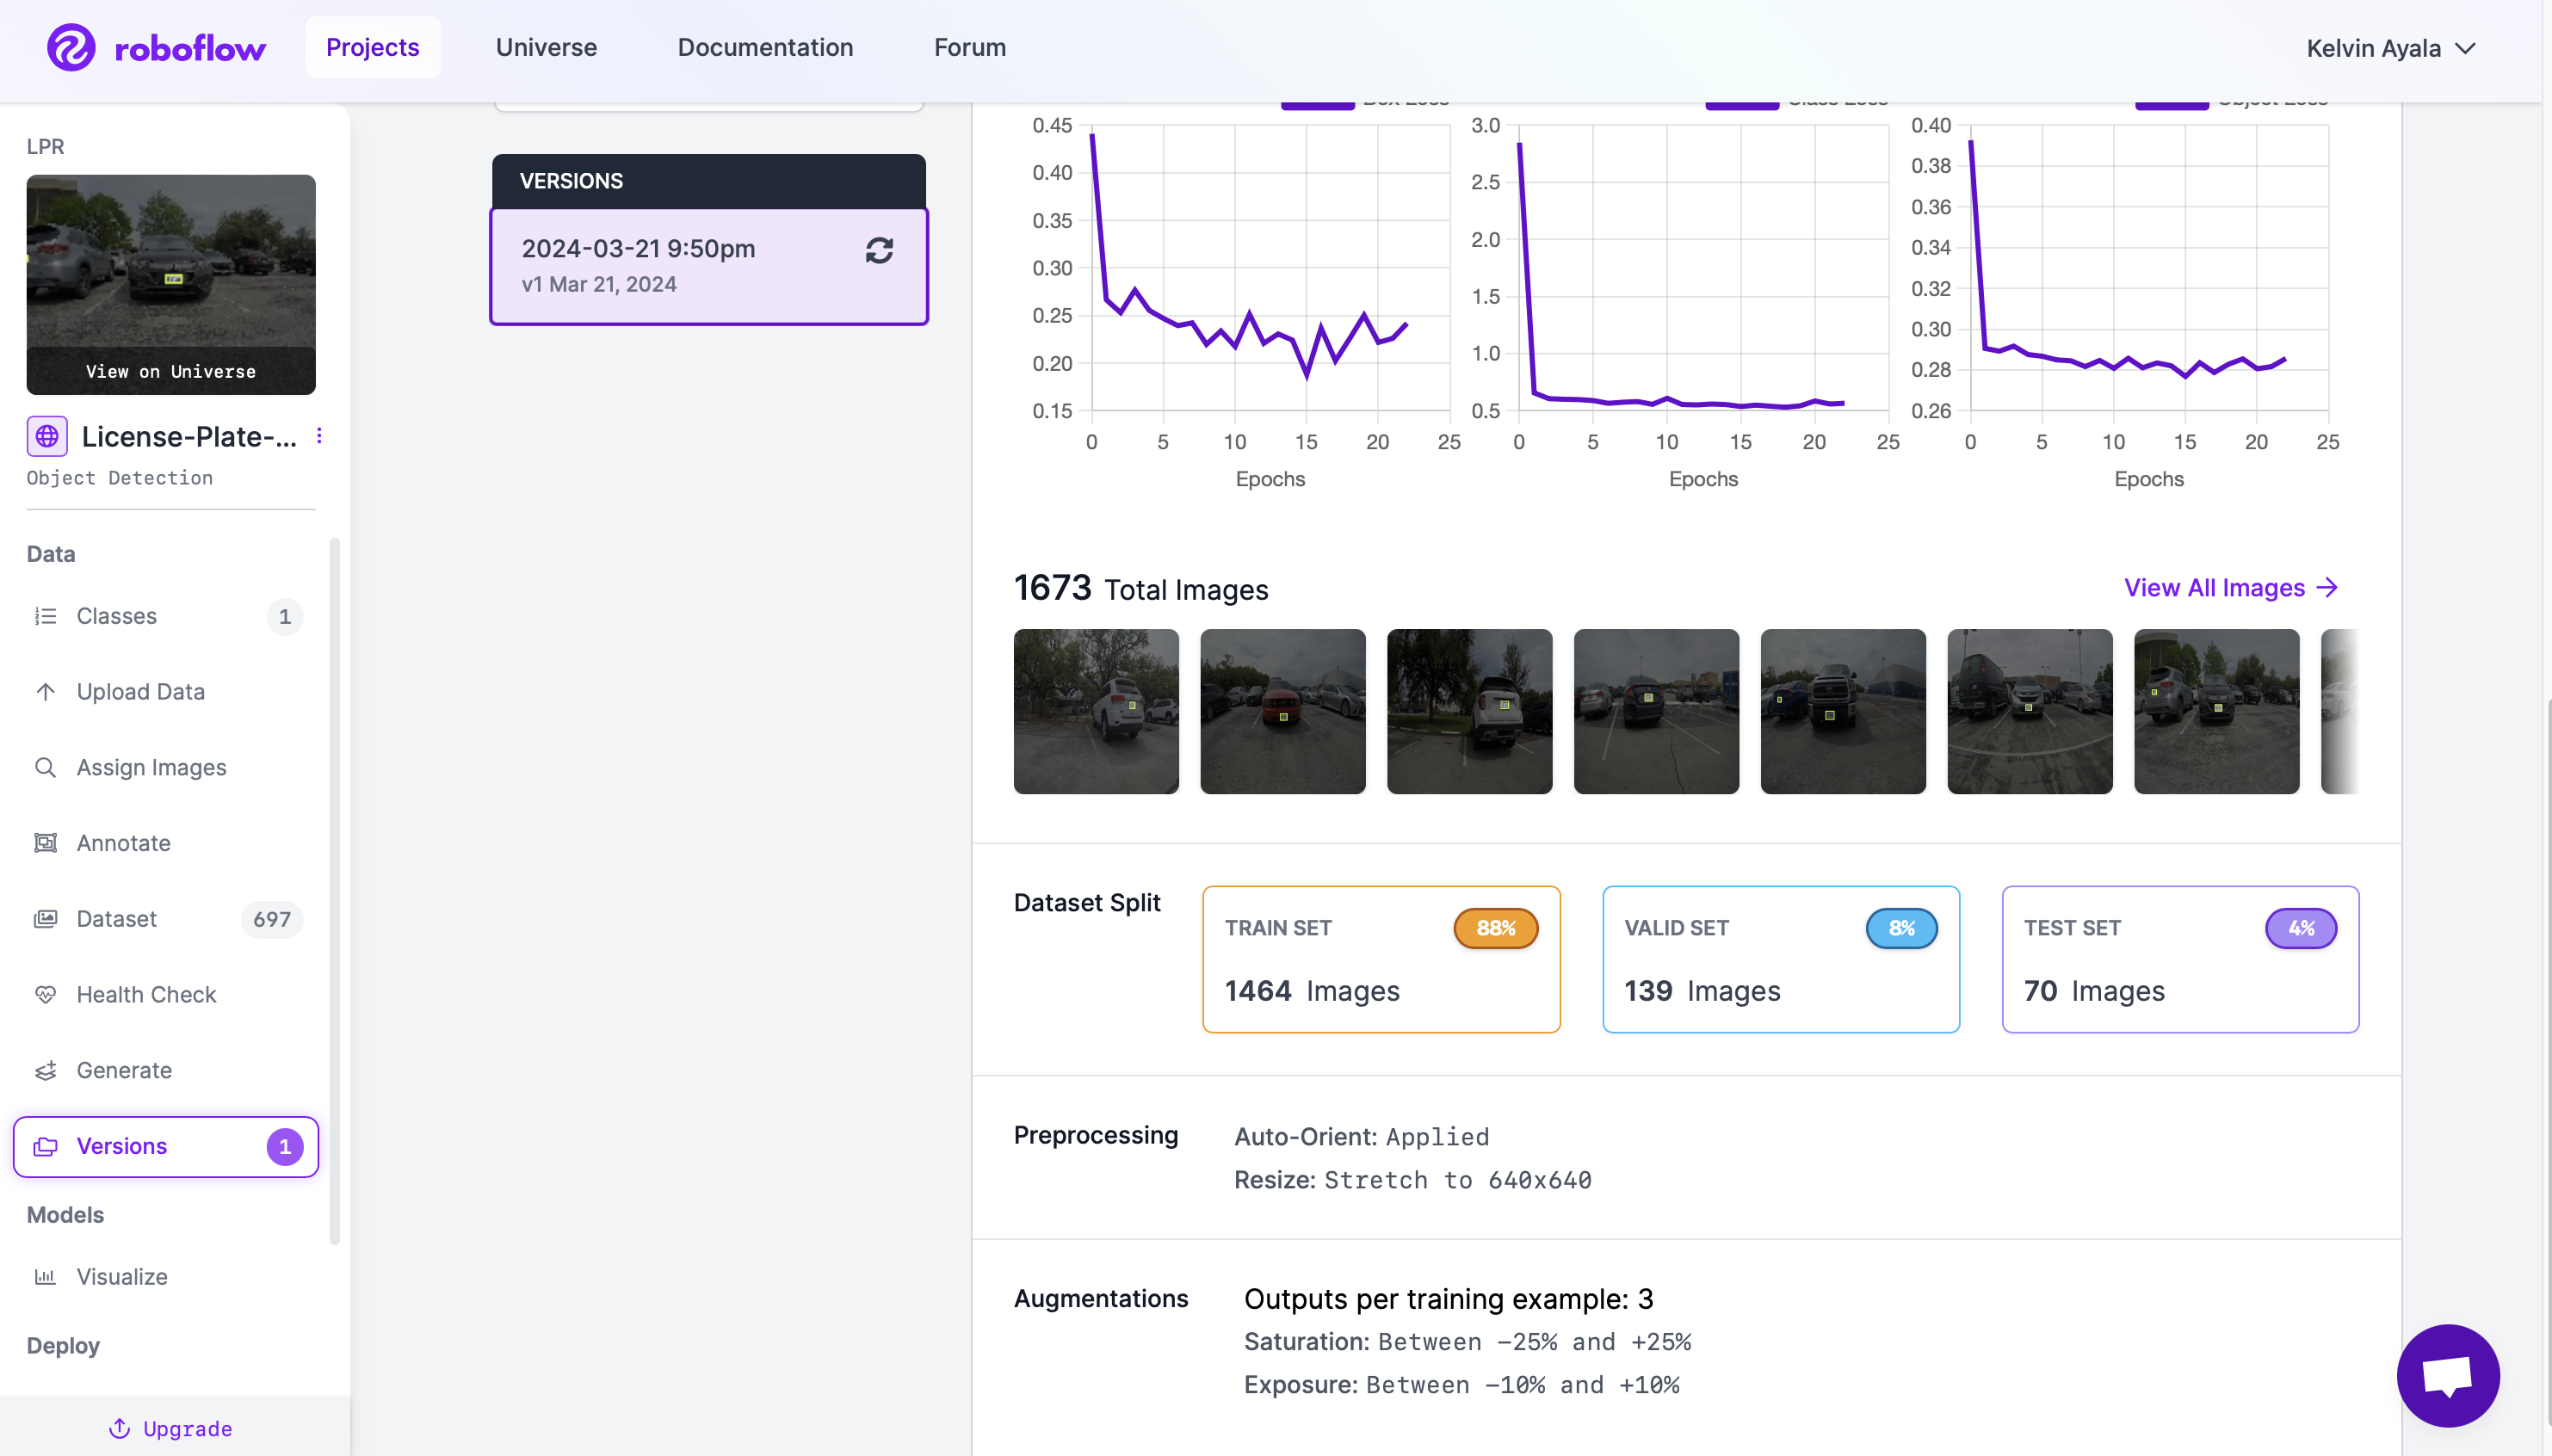 roboflow
Projects
Universe
Documentation
Forum
Kelvin Ayala
LPR
View on Universe
License-Plate-...
Object Detection
Data
Classes 1
Upload Data
Assign Images
Annotate
Dataset 697
Health Check
Generate
Versions 1
Models
Visualize
Deploy
Upgrade
VERSIONS
2024-03-21 9:50pm
v1 Mar 21, 2024
Box Loss
0.45
0.40
0.35
0.30
0.25
0.20
0.15
0 5 10 15 20 25
Epochs
Class Loss
3.0
2.5
2.0
1.5
1.0
0.5
0 5 10 15 20 25
Epochs
Object Loss
0.40
0.38
0.36
0.34
0.32
0.30
0.28
0.26
0 5 10 15 20 25
Epochs
1673 Total Images
View All Images →
Dataset Split
TRAIN SET 88%
1464 Images
VALID SET 8%
139 Images
TEST SET 4%
70 Images
Preprocessing
Auto-Orient: Applied
Resize: Stretch to 640x640
Augmentations
Outputs per training example: 3
Saturation: Between -25% and +25%
Exposure: Between -10% and +10%